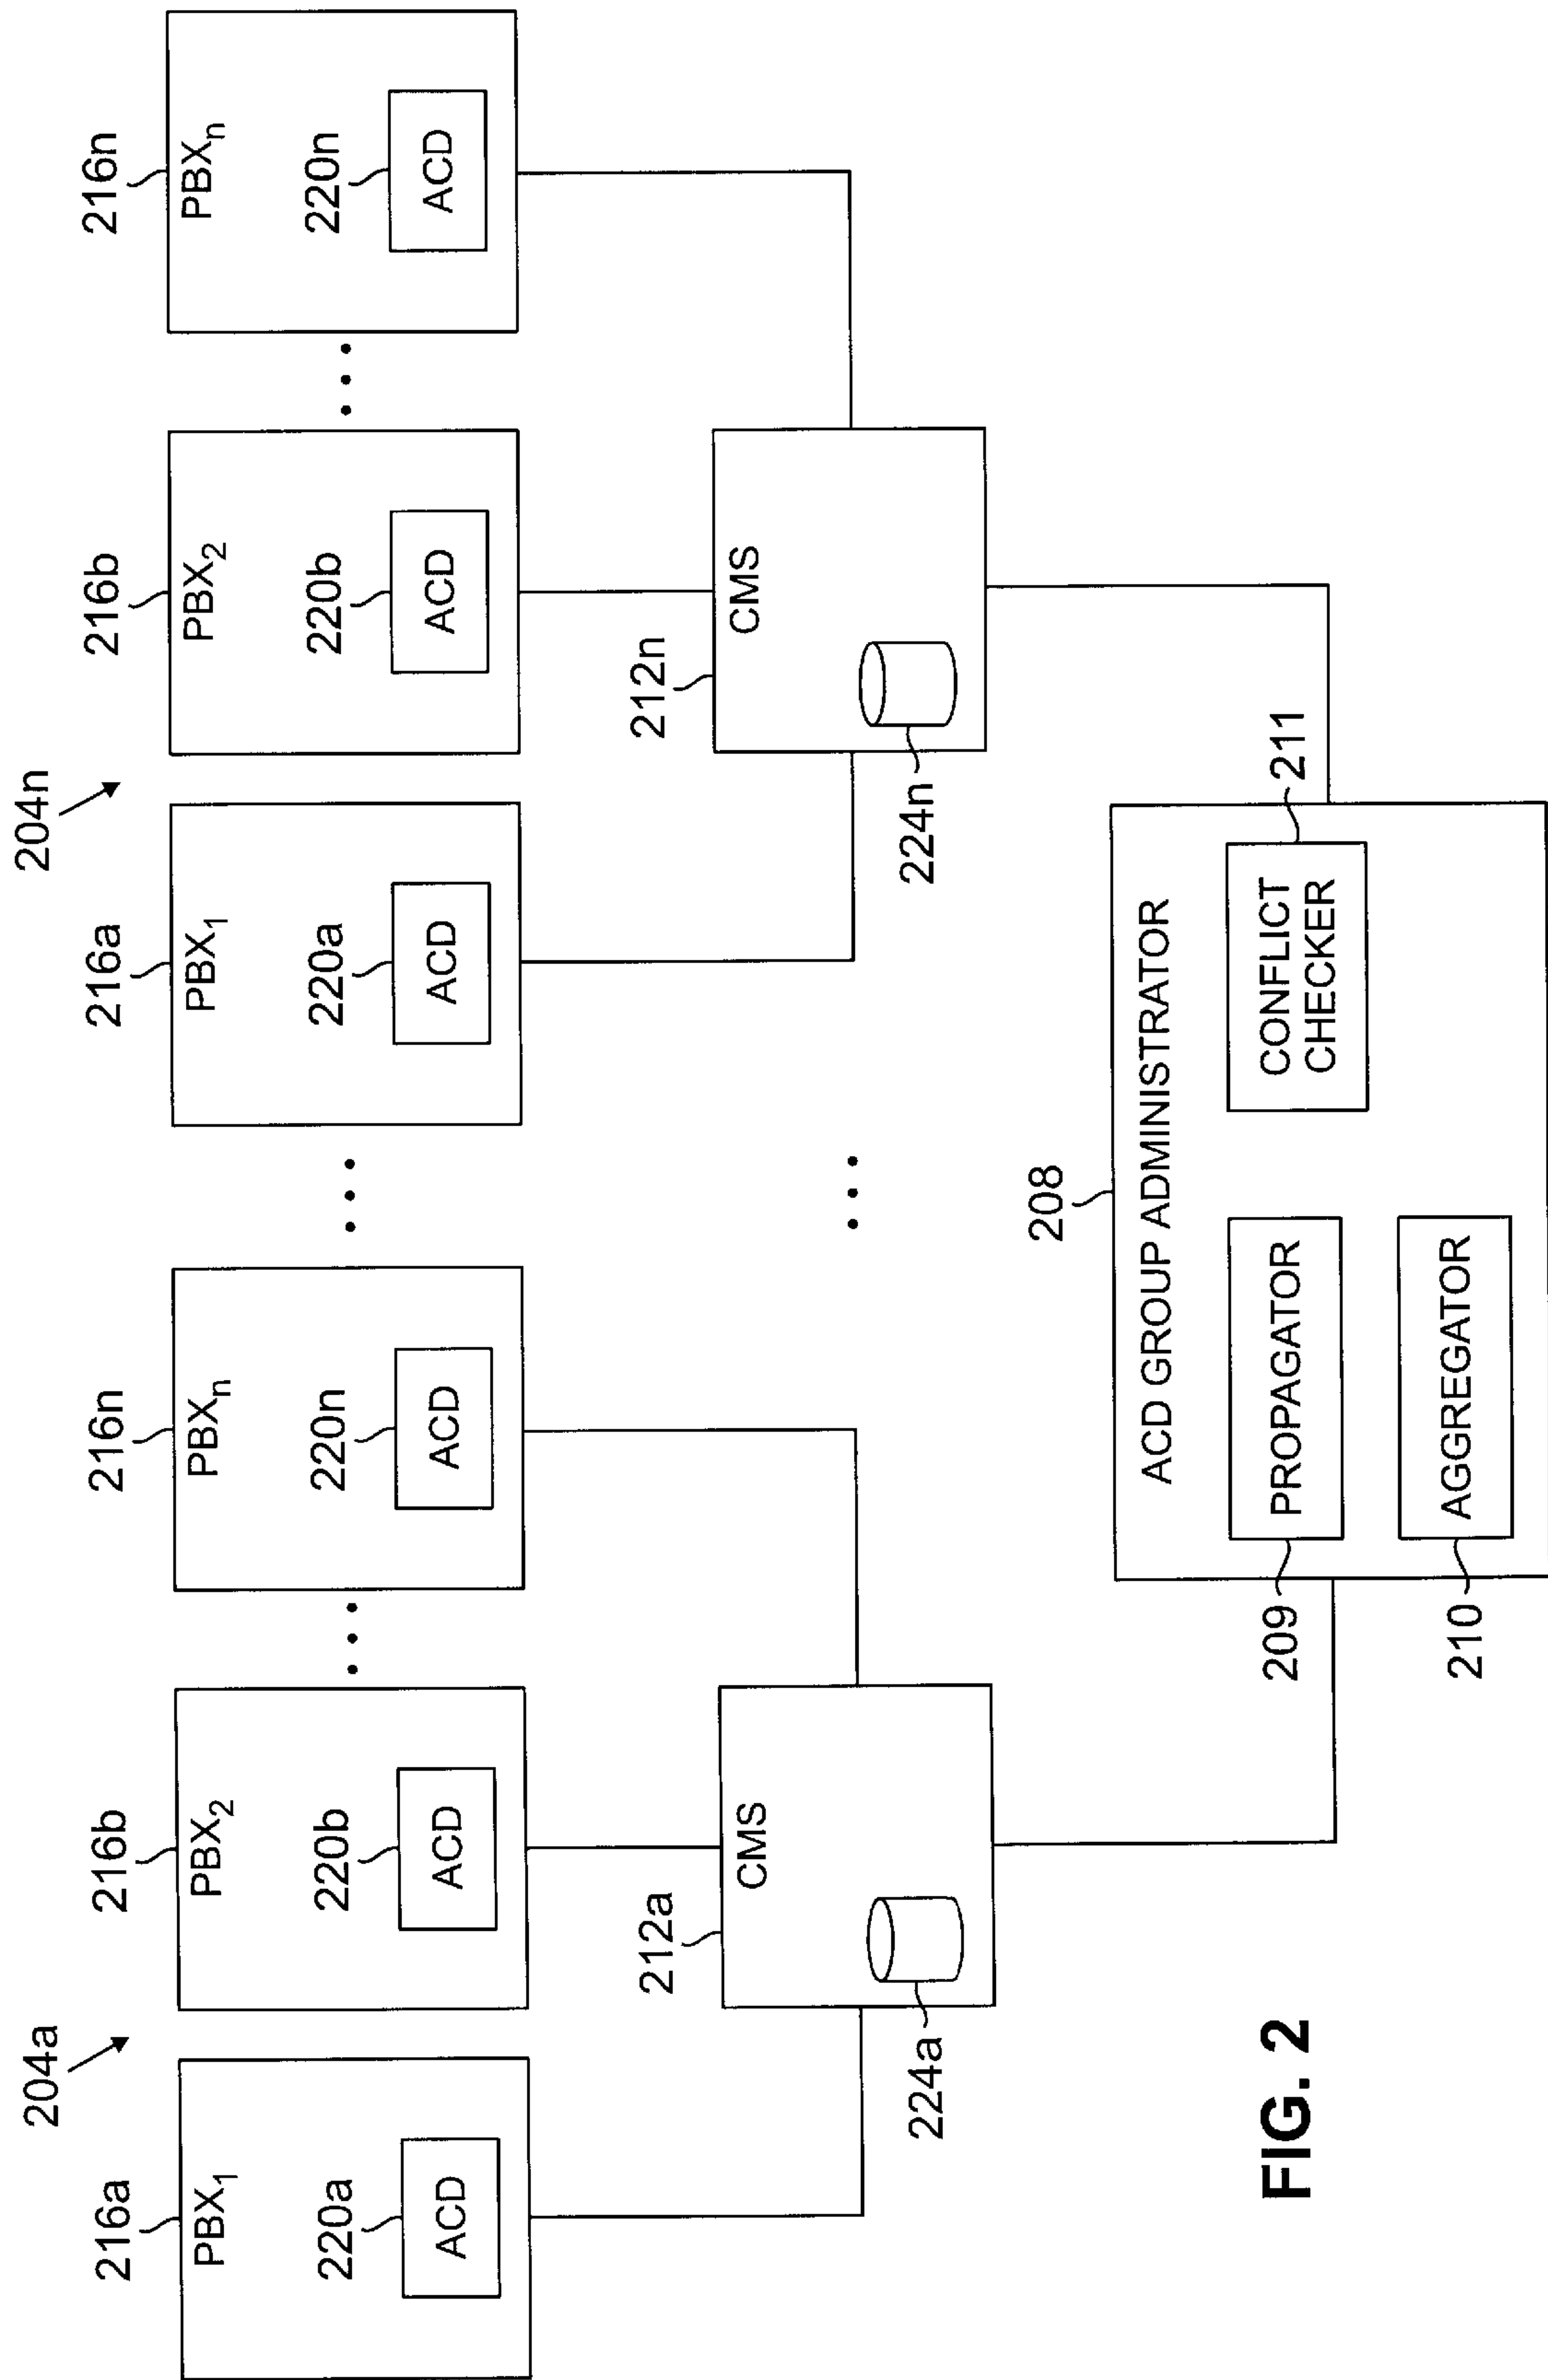 204a
204n
216a
216b
216n
216a
216b
216n
PBX1
PBX2
PBXn
PBX1
PBX2
PBXn
220a
220b
220n
220a
220b
220n
ACD
ACD
ACD
ACD
ACD
ACD
212a
212n
CMS
CMS
224a
224n
208
ACD GROUP ADMINISTRATOR
209
PROPAGATOR
CONFLICT
CHECKER
211
210
AGGREGATOR
FIG. 2